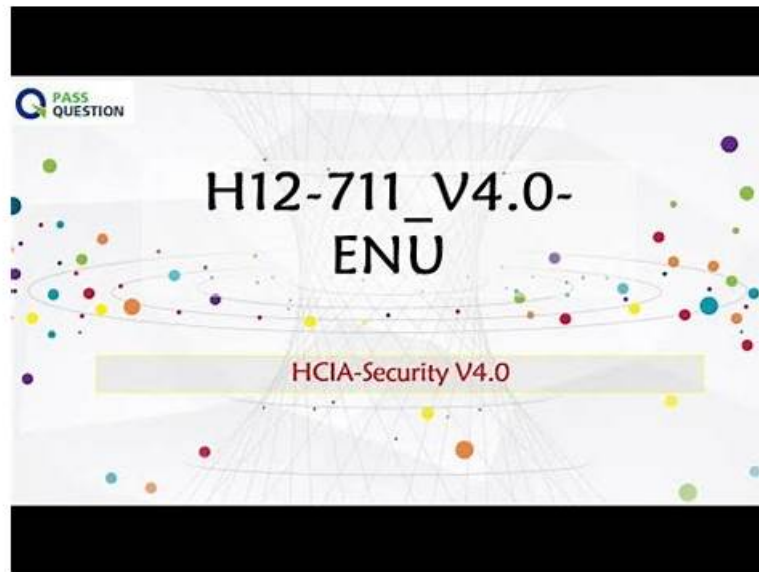 PASS
QUESTION
H12-711_V4.0-
ENU
HCIA-Security V4.0